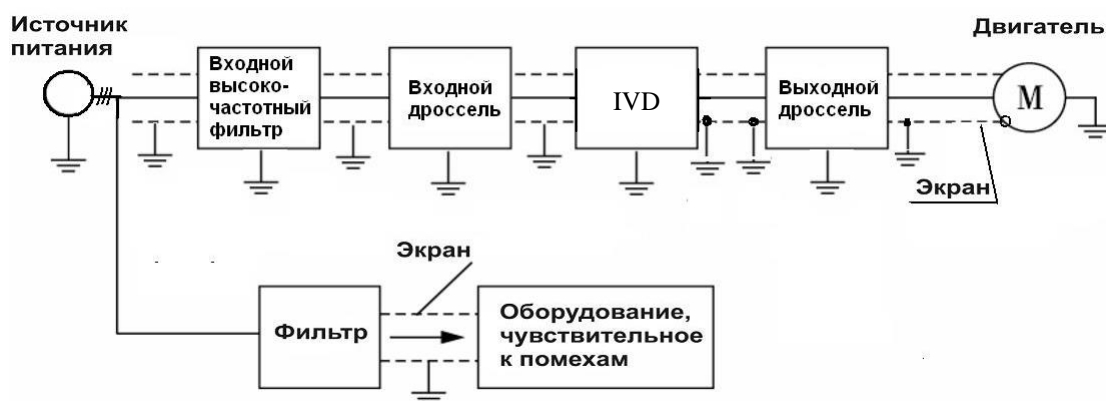 Источник
питания
Входной
высоко-
частотный
фильтр
Входной
дроссель
IVD
Выходной
дроссель
Двигатель
М
Экран
Экран
Фильтр
Оборудование,
чувствительное
к помехам